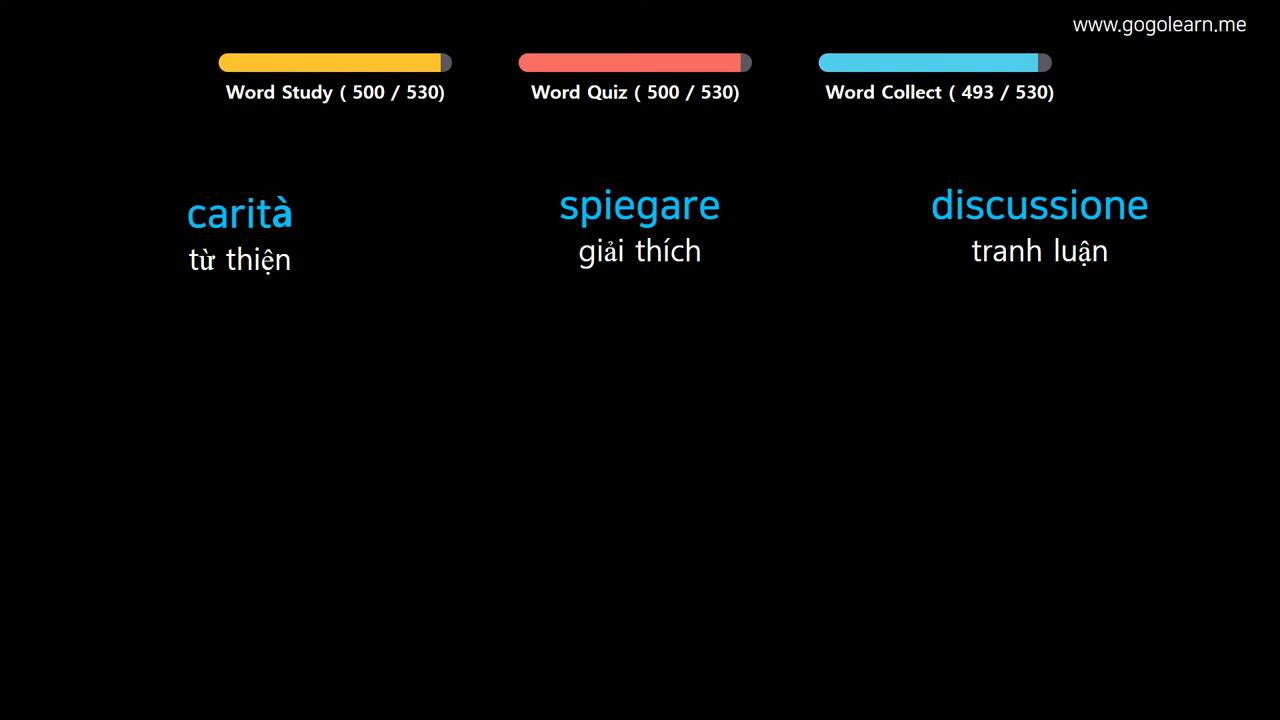 www.gogolearn.me
Word Study ( 500 / 530)
Word Quiz ( 500 / 530)
Word Collect ( 493 / 530)
carità
từ thiện
spiegare
giải thích
discussione
tranh luận